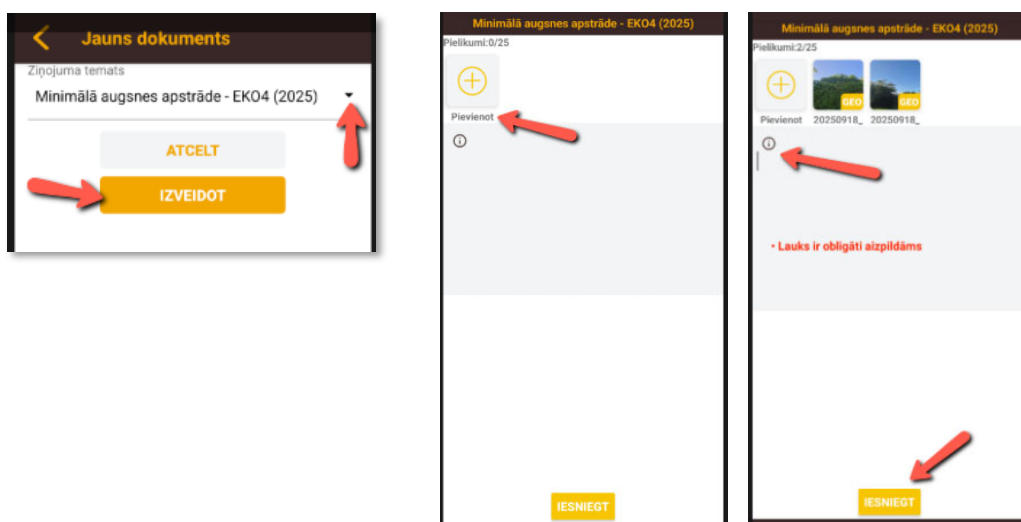 Jauns dokuments
Ziņojuma temats
Minimālā augsnes apstrāde - EKO4 (2025)
ATCELT
IZVEIDOT
Minimālā augsnes apstrāde - EKO4 (2025)
Pielikumi:0/25
Pievienot
IESNIEGT
Minimālā augsnes apstrāde - EKO4 (2025)
Pielikumi:2/25
GEO GEO
Pievienot 20250918_ 20250918_
• Lauks ir obligāti aizpildāms
IESNIEGT